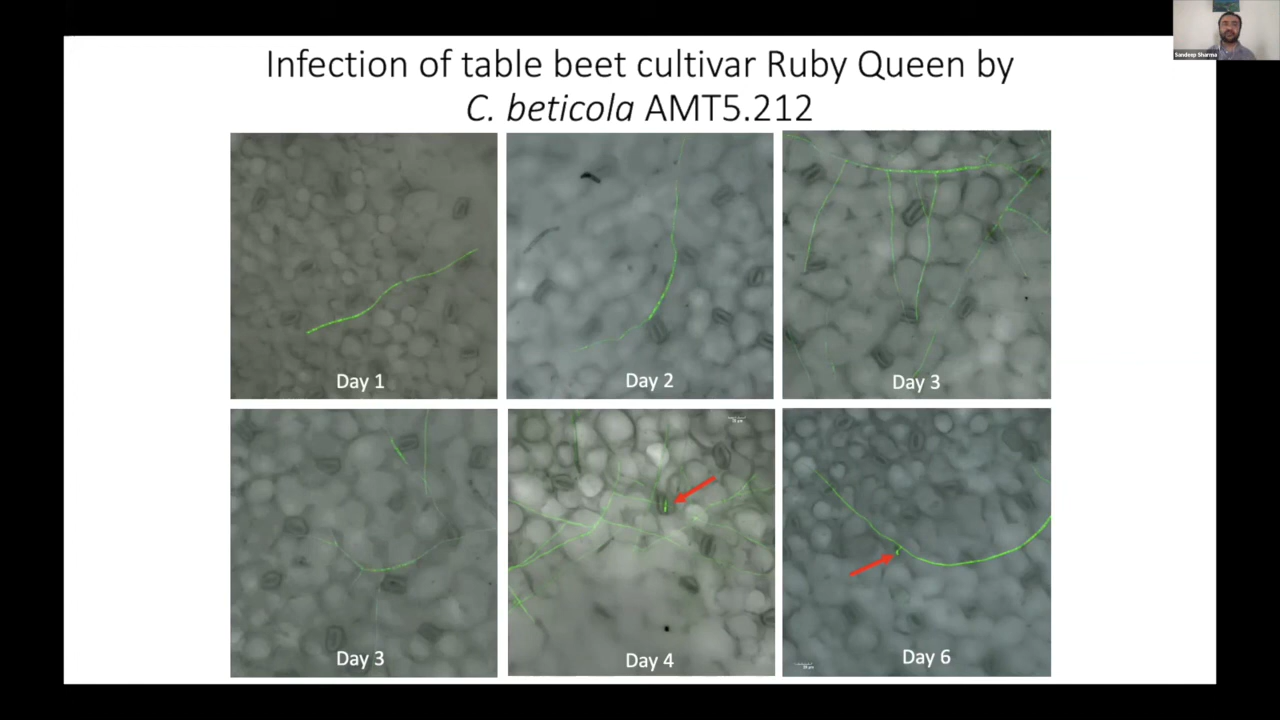 Infection of table beet cultivar Ruby Queen by
C. beticola AMT5.212
Sandeep Sharma
Day 1
Day 2
Day 3
Day 3
Day 4
Day 6